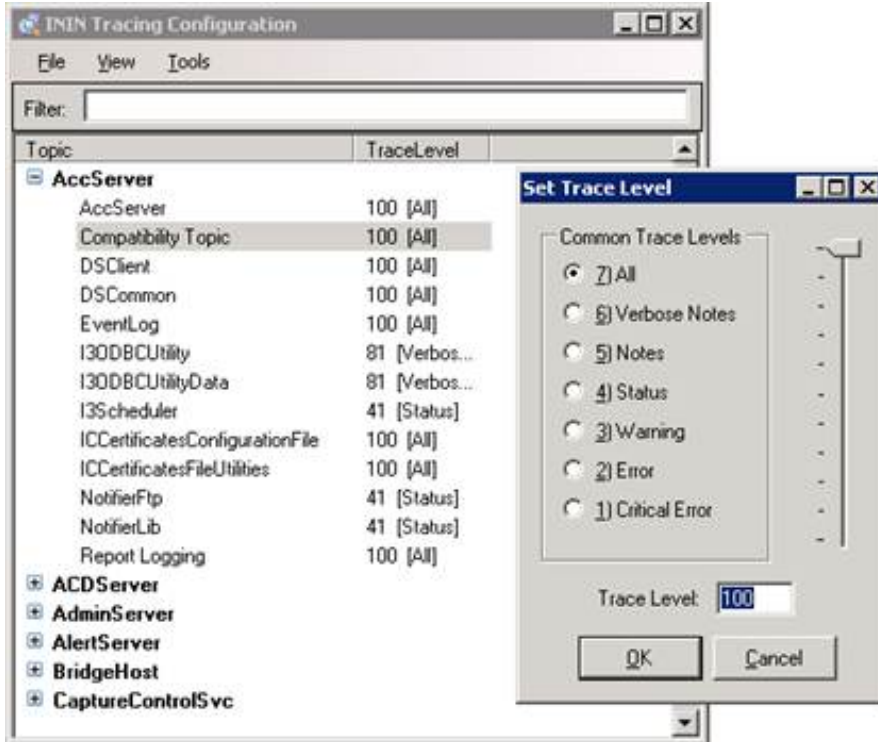 ININ Tracing Configuration
File View Tools
Filter:
Topic TraceLevel
AccServer
AccServer 100 [All]
Compatibility Topic 100 [All]
DSClient 100 [All]
DSCommon 100 [All]
EventLog 100 [All]
I3ODBCUtility 81 [Verbos...
I3ODBCUtilityData 81 [Verbos...
I3Scheduler 41 [Status]
ICCertificatesConfigurationFile 100 [All]
ICCertificatesFileUtilities 100 [All]
NotifierFtp 41 [Status]
NotifierLib 41 [Status]
Report Logging 100 [All]
ACDServer
AdminServer
AlertServer
BridgeHost
CaptureControlSvc
Set Trace Level
Common Trace Levels
7) All
6) Verbose Notes
5) Notes
4) Status
3) Warning
2) Error
1) Critical Error
Trace Level: 100
OK Cancel